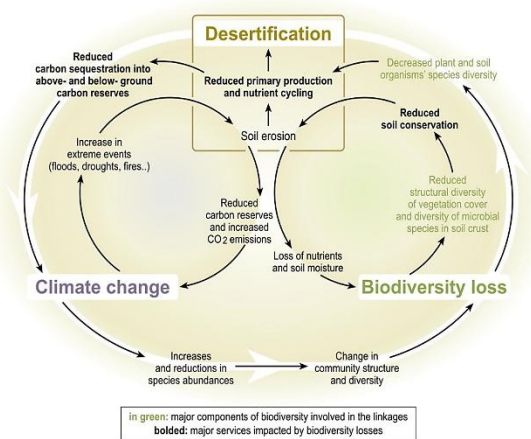 Desertification
Reduced
carbon sequestration into
above- and below- ground
carbon reserves
Reduced primary production
and nutrient cycling
Decreased plant and soil
organisms' species diversity
Soil erosion
Reduced
soil conservation
Increase in
extreme events
(floods, droughts, fires..)
Reduced
carbon reserves
and increased
CO2 emissions
Loss of nutrients
and soil moisture
Reduced
structural diversity
of vegetation cover
and diversity of microbial
species in soil crust
Climate change
Biodiversity loss
Increases
and reductions in
species abundances
Change in
community structure
and diversity
in green: major components of biodiversity involved in the linkages
bolded: major services impacted by biodiversity losses